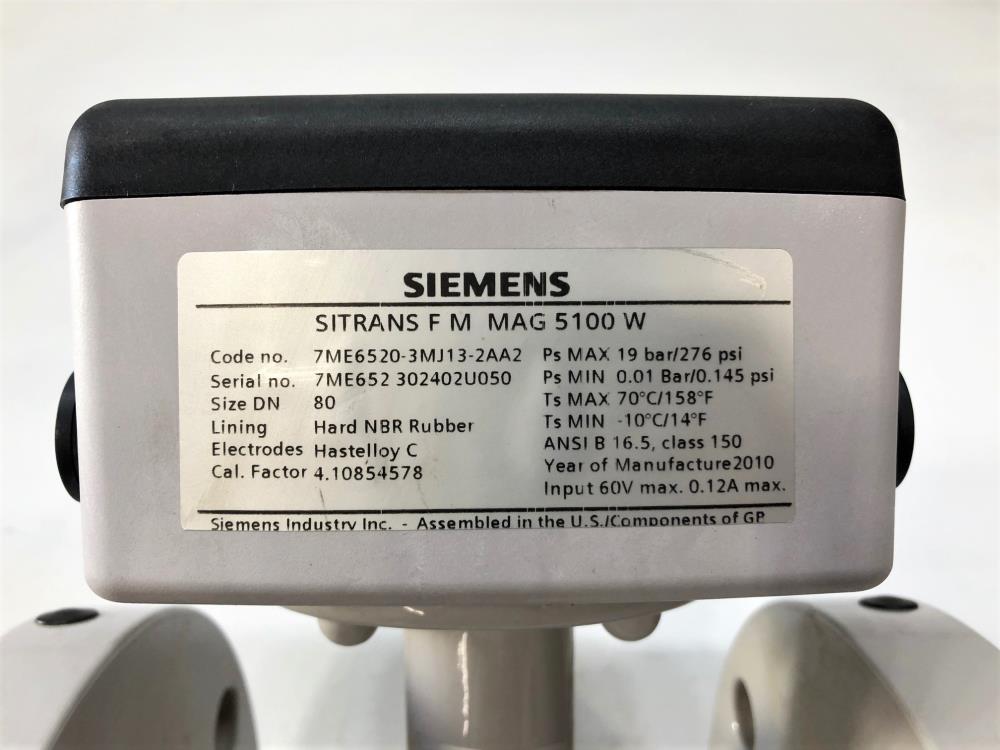 SIEMENS
SITRANS F M MAG 5100 W
Code no. 7ME6520-3MJ13-2AA2
Serial no. 7ME652 302402U050
Size DN 80
Lining Hard NBR Rubber
Electrodes Hastelloy C
Cal. Factor 4.10854578
Ps MAX 19 bar/276 psi
Ps MIN 0.01 Bar/0.145 psi
Ts MAX 70°C/158°F
Ts MIN -10°C/14°F
ANSI B 16.5, class 150
Year of Manufacture2010
Input 60V max. 0.12A max.
Siemens Industry Inc. - Assembled in the U.S./Components of GP